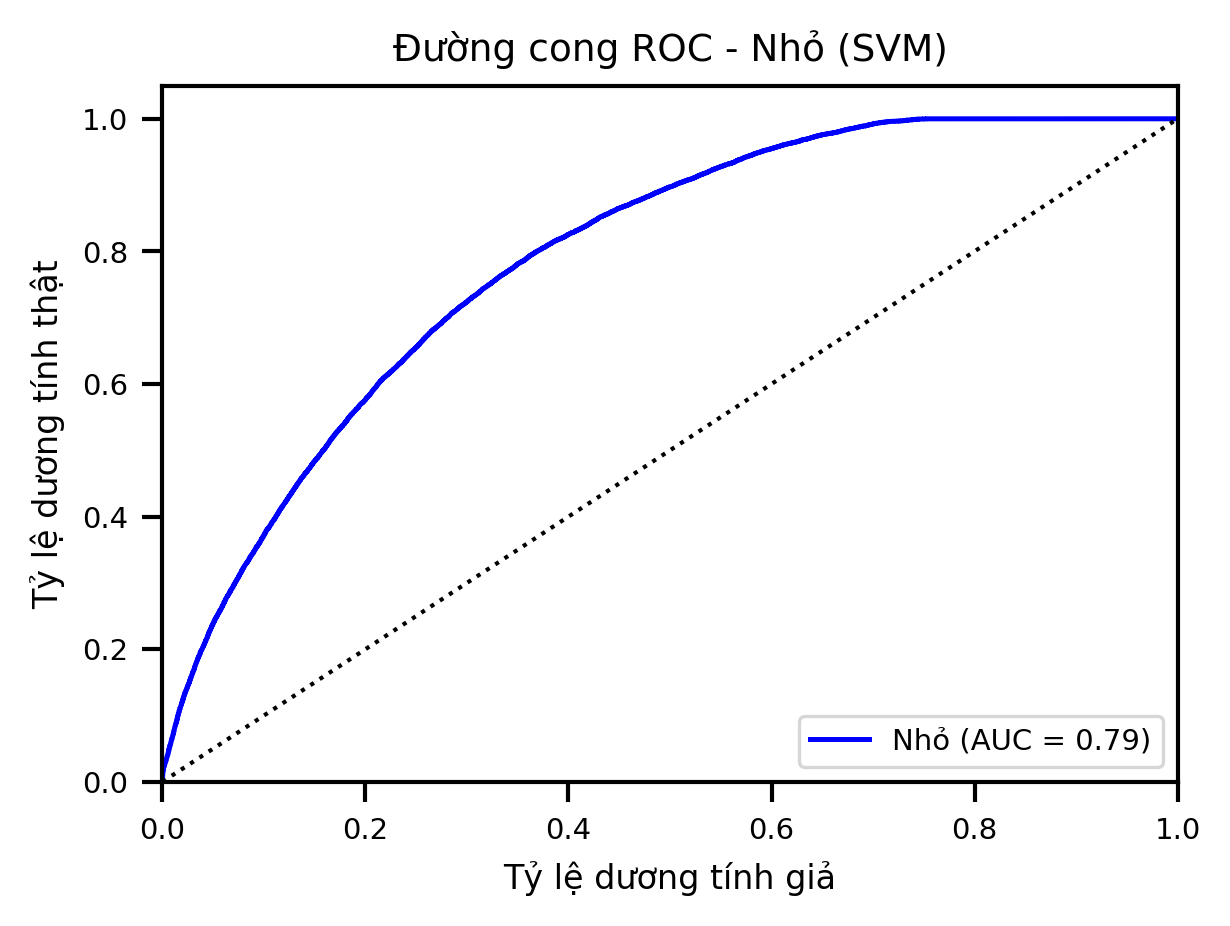 Đường cong ROC - Nhỏ (SVM)
Tỷ lệ dương tính thật
1.0
0.8
0.6
0.4
0.2
0.0
Nhỏ (AUC = 0.79)
0.0 0.2 0.4 0.6 0.8 1.0
Tỷ lệ dương tính giả